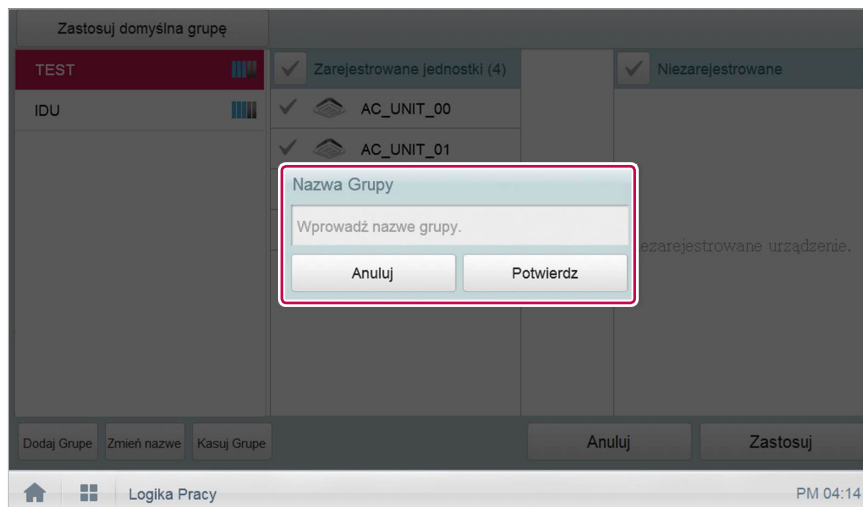 Zastosuj domyślna grupę
TEST
Zarejestrowane jednostki (4)
Niezarejestrowane
IDU
AC_UNIT_00
AC_UNIT_01
Nazwa Grupy
Wprowadź nazwe grupy.
ezarejestrowane urządzenie.
Anuluj
Potwierdz
Dodaj Grupe
Zmień nazwe
Kasuj Grupe
Anuluj
Zastosuj
Logika Pracy
PM 04:14